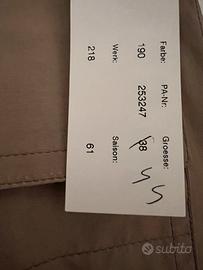 Farbe: PA-Nr. Groesse:
190 253247 38
44
Werk: Saison:
218 61
subito